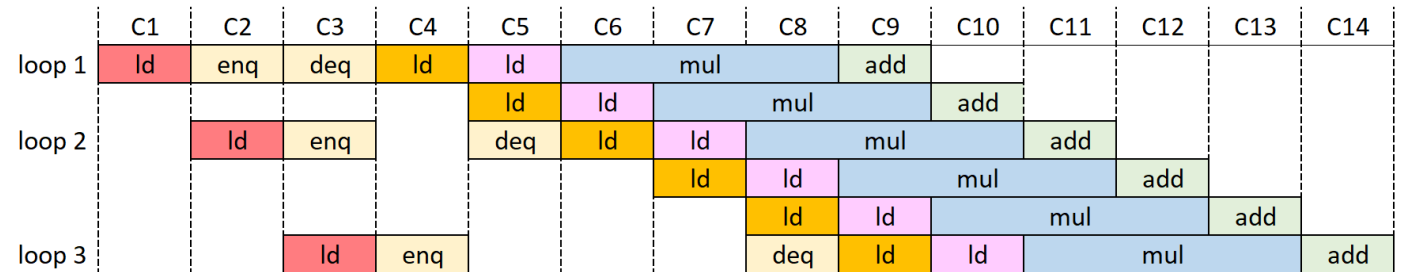 C1 C2 C3 C4 C5 C6 C7 C8 C9 C10 C11 C12 C13 C14
loop 1 ld enq deq ld ld mul add
ld ld mul add
loop 2 ld enq deq ld ld mul add
ld ld mul add
ld ld mul add
loop 3 ld enq deq ld ld mul add